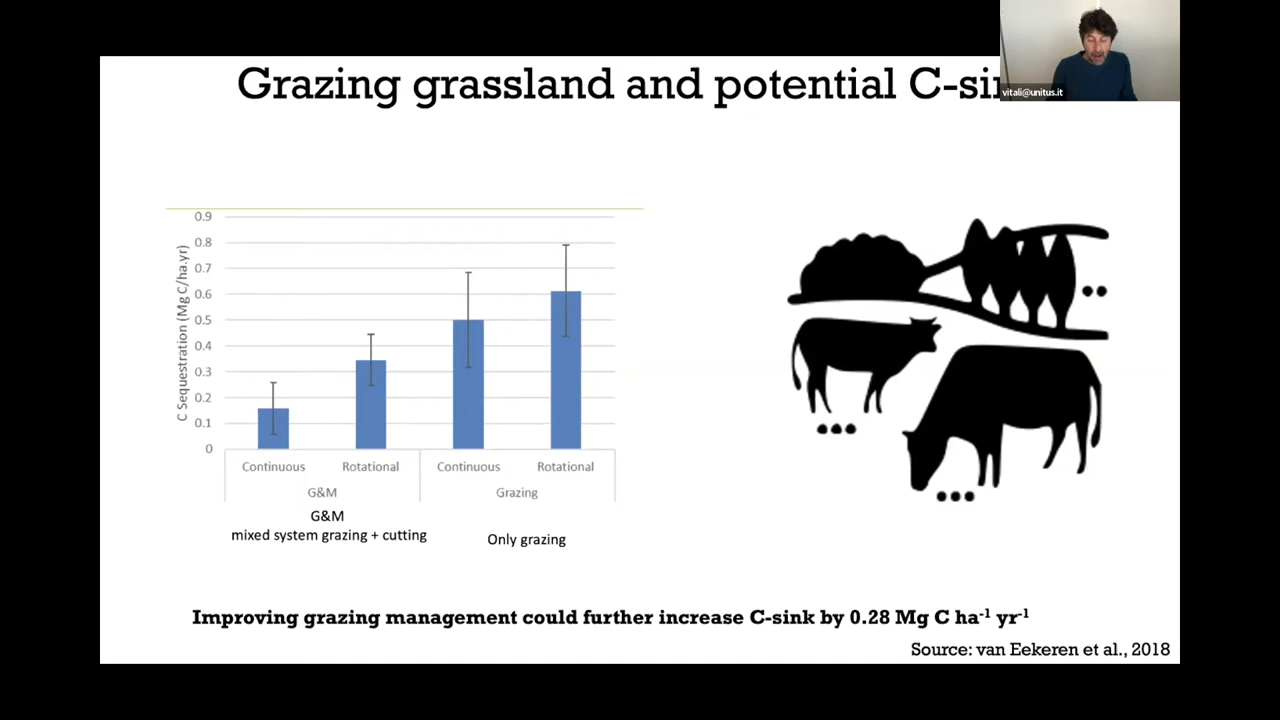 Grazing grassland and potential C-si
vitali@unitus.it
C Sequestration (Mg C/ha.yr)
0.9
0.8
0.7
0.6
0.5
0.4
0.3
0.2
0.1
0
Continuous Rotational Continuous Rotational
G&M Grazing
G&M
mixed system grazing + cutting
Only grazing
Improving grazing management could further increase C-sink by 0.28 Mg C ha⁻¹ yr⁻¹
Source: van Eekeren et al., 2018